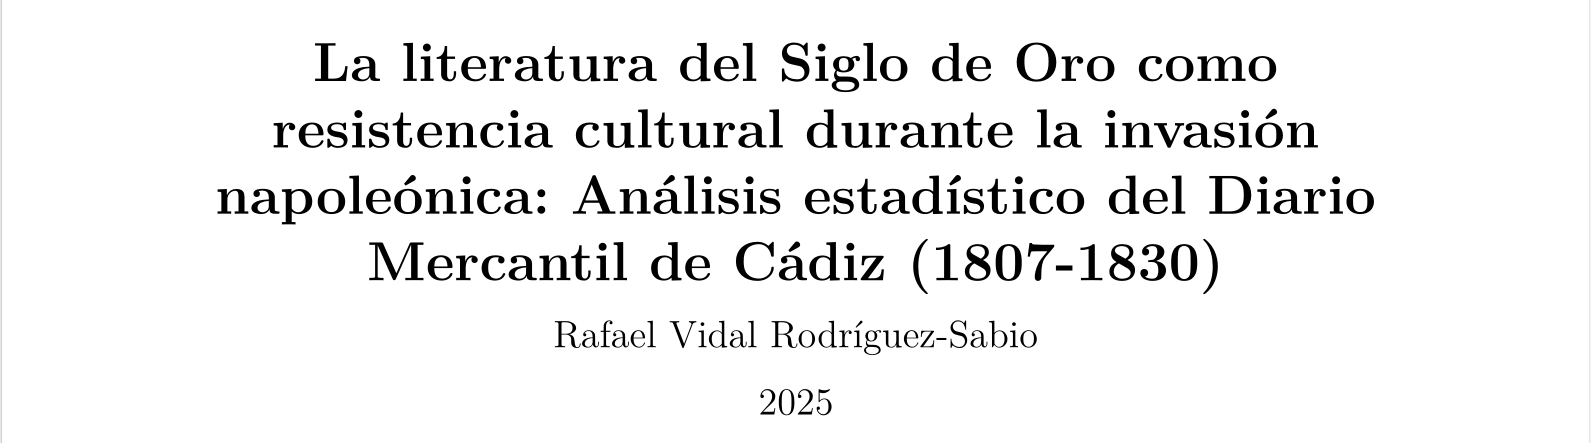 La literatura del Siglo de Oro como
resistencia cultural durante la invasión
napoleónica: Análisis estadístico del Diario
Mercantil de Cádiz (1807-1830)
Rafael Vidal Rodríguez-Sabio
2025